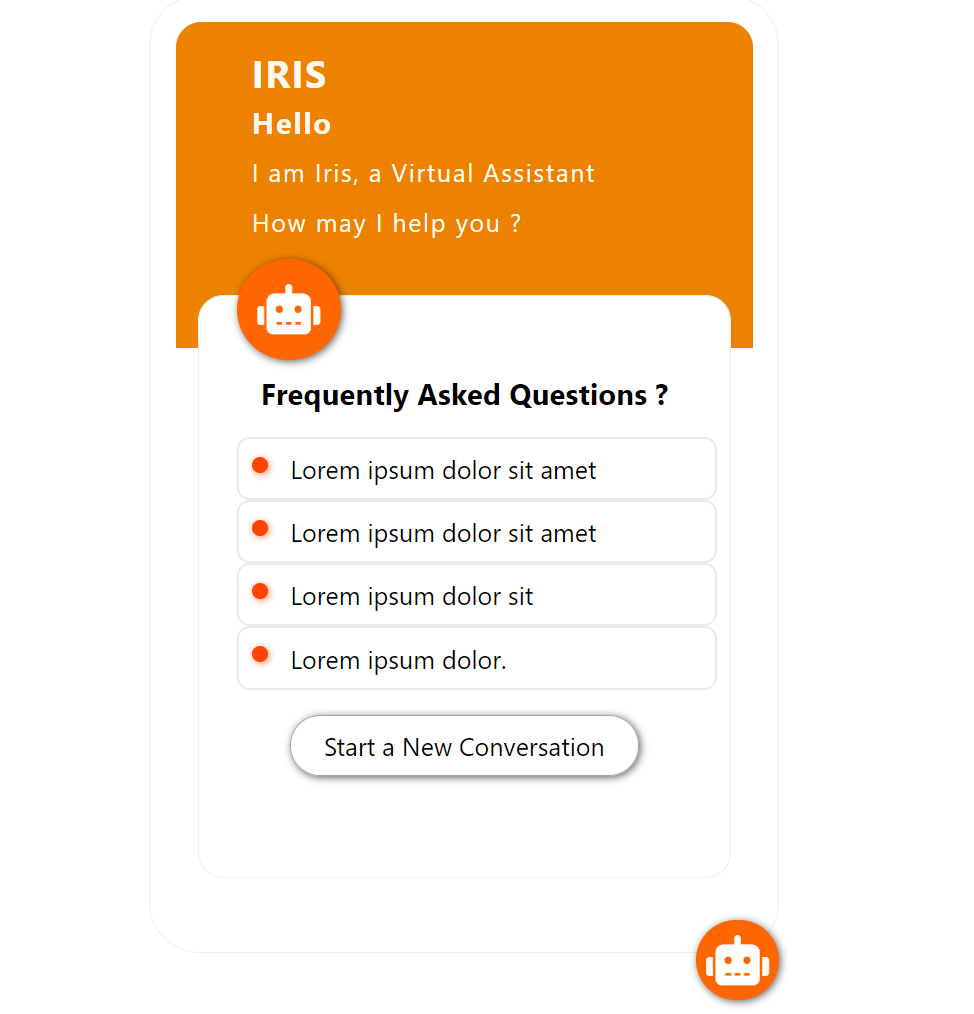 IRIS
Hello
I am Iris, a Virtual Assistant
How may I help you ?
Frequently Asked Questions ?
Lorem ipsum dolor sit amet
Lorem ipsum dolor sit amet
Lorem ipsum dolor sit
Lorem ipsum dolor.
Start a New Conversation